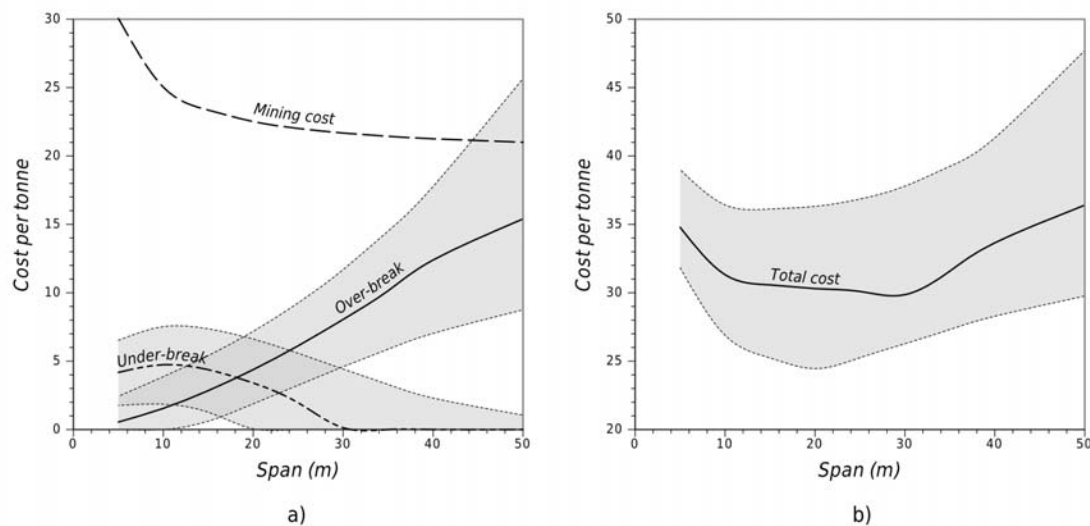 30
25
20
15
10
5
0
Cost per tonne
Mining cost
Over-break
Under-break
0 10 20 30 40 50
Span (m)
a)
50
45
40
35
30
25
20
Cost per tonne
Total cost
0 10 20 30 40 50
Span (m)
b)